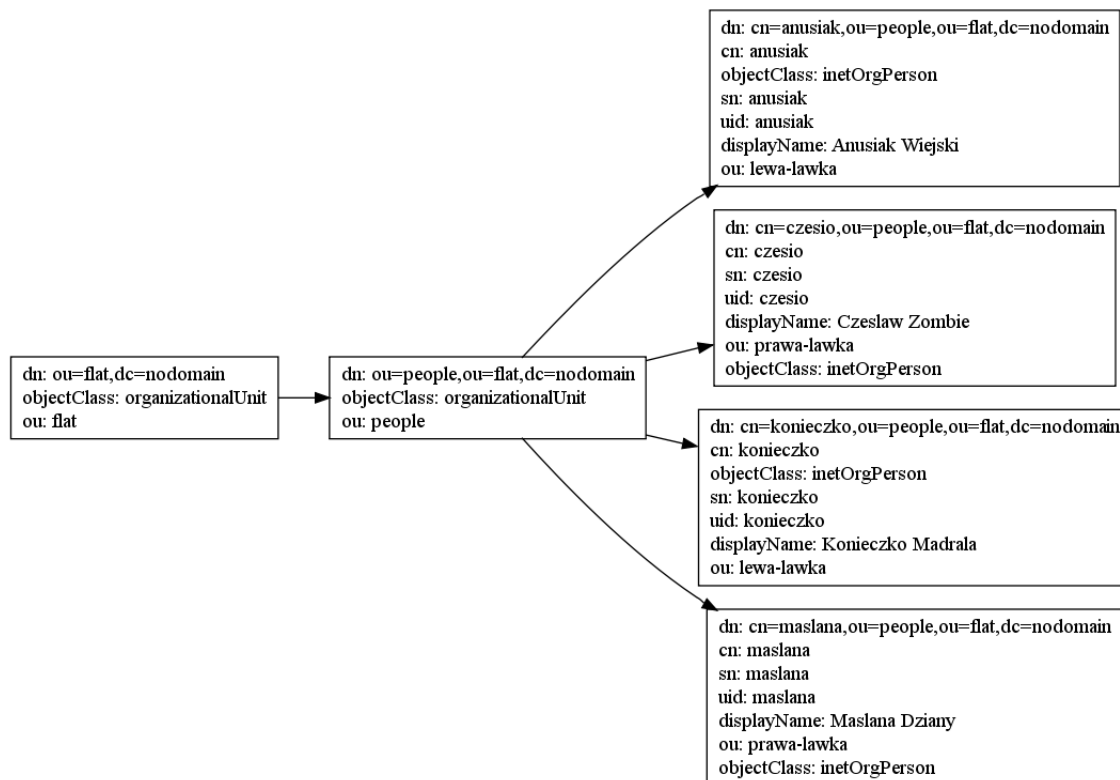 dn: ou=flat,dc=nodomain
objectClass: organizationalUnit
ou: flat
dn: ou=people,ou=flat,dc=nodomain
objectClass: organizationalUnit
ou: people
dn: cn=anusiak,ou=people,ou=flat,dc=nodomain
cn: anusiak
objectClass: inetOrgPerson
sn: anusiak
uid: anusiak
displayName: Anusiak Wiejski
ou: lewa-lawka
dn: cn=czesio,ou=people,ou=flat,dc=nodomain
cn: czesio
sn: czesio
uid: czesio
displayName: Czeslaw Zombie
ou: prawa-lawka
objectClass: inetOrgPerson
dn: cn=konieczko,ou=people,ou=flat,dc=nodomain
cn: konieczko
objectClass: inetOrgPerson
sn: konieczko
uid: konieczko
displayName: Konieczko Madrala
ou: lewa-lawka
dn: cn=maslana,ou=people,ou=flat,dc=nodomain
cn: maslana
sn: maslana
uid: maslana
displayName: Maslana Dziany
ou: prawa-lawka
objectClass: inetOrgPerson